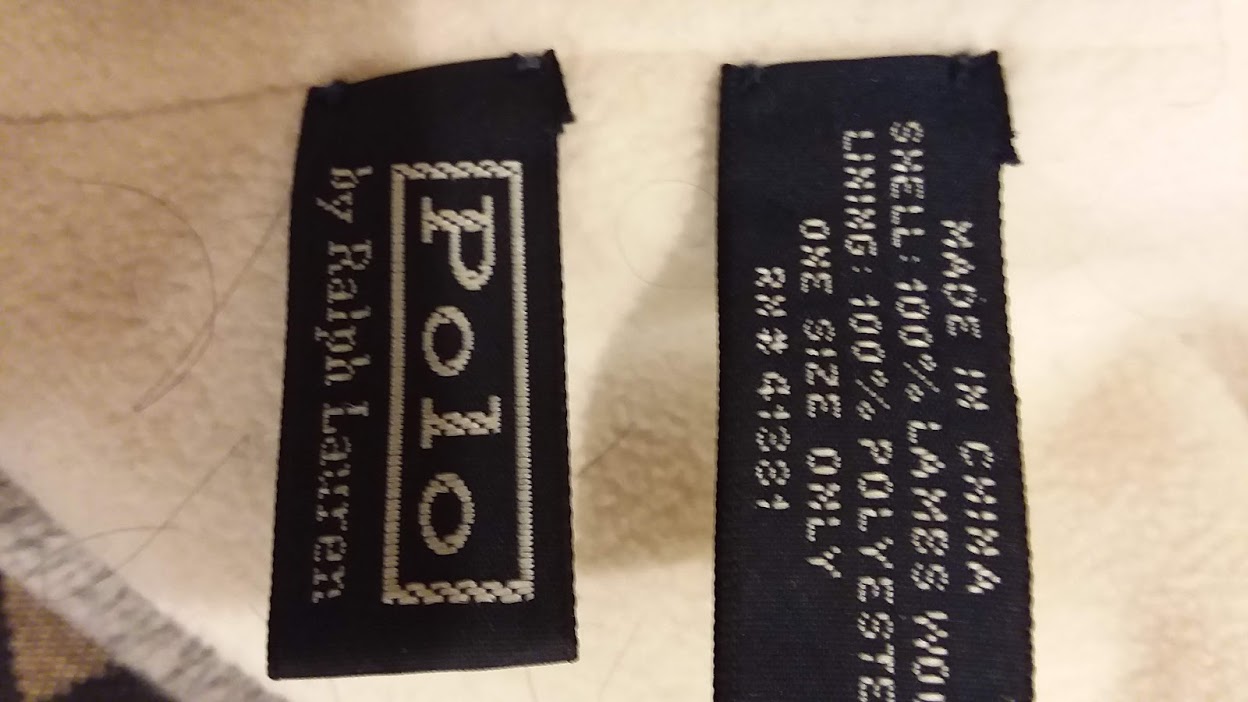 Polo
by Ralph Lauren
MADE IN CHINA
SHELL: 100% LAMBS WOO
LINING: 100% POLYESTE
ONE SIZE ONLY
RN# 41381